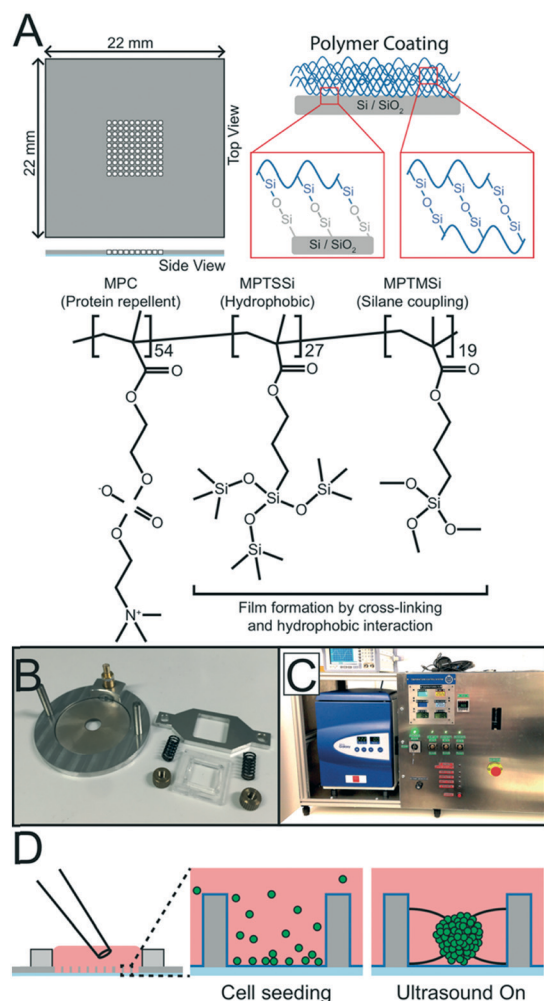 A
22 mm
22 mm
Top View
Side View
Polymer Coating
Si / SiO2
Si
O
Si
Si
O
Si
Si
O
Si
Si / SiO2
Si
O
Si
Si
O
Si
Si
O
Si
MPC
(Protein repellent)
MPTSSi
(Hydrophobic)
MPTMSi
(Silane coupling)
54
27
19
O
O
O
O
O
O
O
-O
P
O
O
N+
Si
O
Si
O
Si
O
Si
O
Si
O
O
Film formation by cross-linking
and hydrophobic interaction
B
C
D
Cell seeding
Ultrasound On